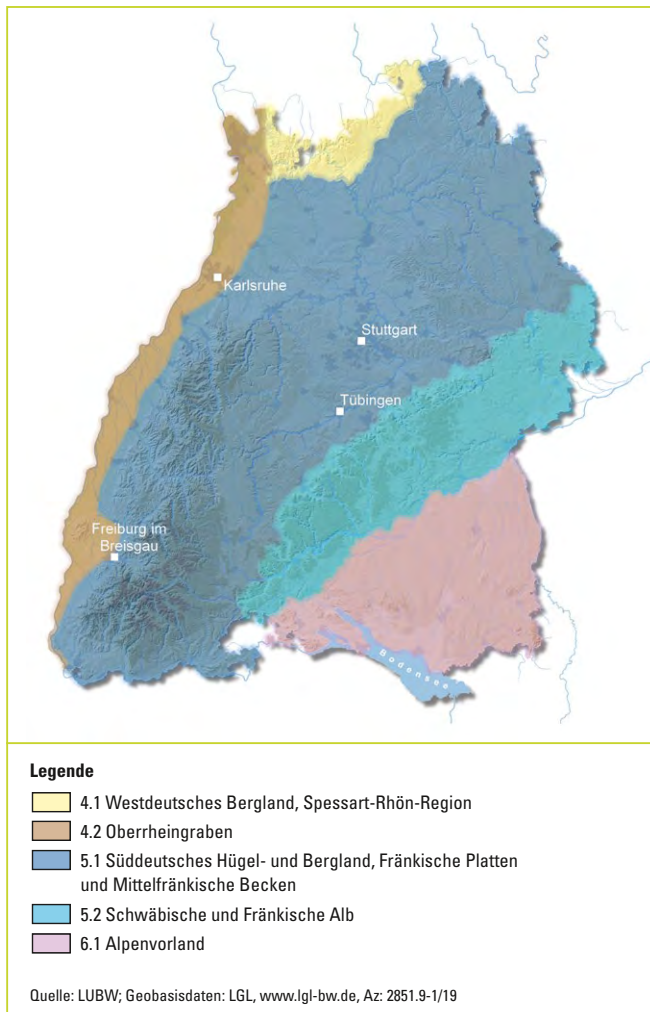 Karlsruhe
Stuttgart
Tübingen
Freiburg im
Breisgau
Bodensee
Legende
4.1 Westdeutsches Bergland, Spessart-Rhön-Region
4.2 Oberrheingraben
5.1 Süddeutsches Hügel- und Bergland, Fränkische Platten
und Mittelfränkische Becken
5.2 Schwäbische und Fränkische Alb
6.1 Alpenvorland
Quelle: LUBW; Geobasisdaten: LGL, www.lgl-bw.de, Az: 2851.9-1/19